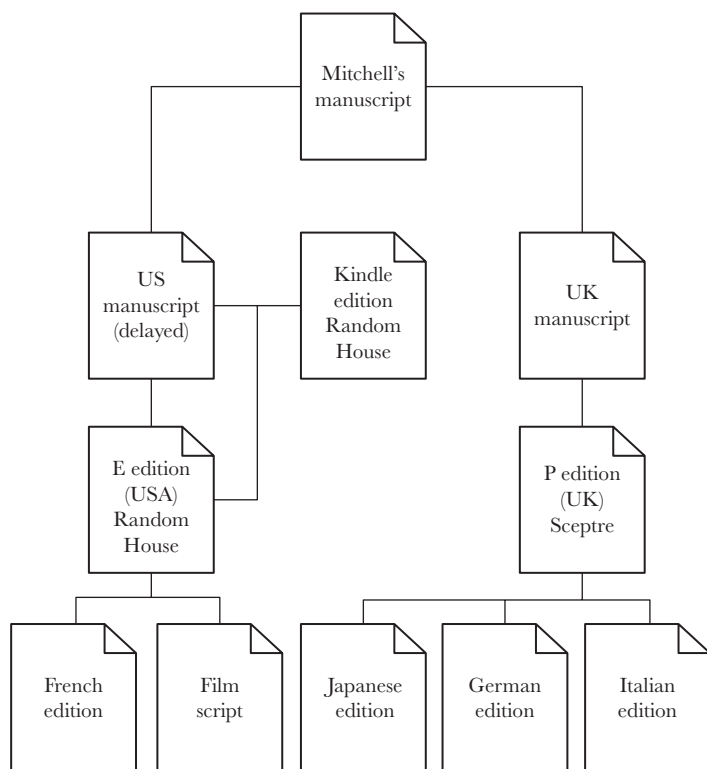 Mitchell’s
manuscript
US
manuscript
(delayed)
Kindle
edition
Random
House
UK
manuscript
E edition
(USA)
Random
House
P edition
(UK)
Sceptre
French
edition
Film
script
Japanese
edition
German
edition
Italian
edition